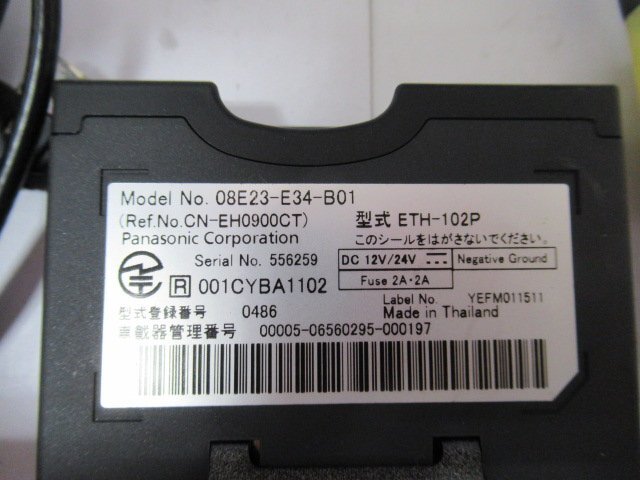 Model No. 08E23-E34-B01
(Ref.No.CN-EH0900CT) 型式 ETH-102P
Panasonic Corporation このシールをはがさないでください。
Serial No. 556259 DC 12V/24V Negative Ground
R 001CYBA1102 Fuse 2A・2A
Label No. YEFM011511
型式登録番号 0486 Made in Thailand
車載器管理番号 00005-06560295-000197